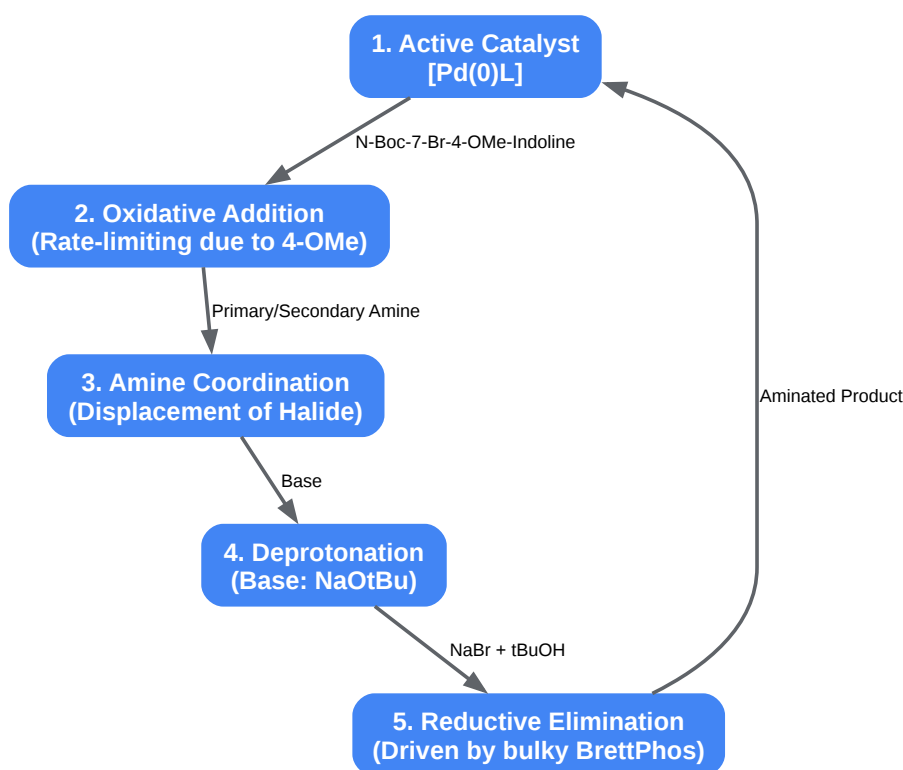 1. Active Catalyst
[Pd(0)L]
N-Boc-7-Br-4-OMe-Indoline
2. Oxidative Addition
(Rate-limiting due to 4-OMe)
Primary/Secondary Amine
3. Amine Coordination
(Displacement of Halide)
Aminated Product
Base
4. Deprotonation
(Base: NaOtBu)
NaBr + tBuOH
5. Reductive Elimination
(Driven by bulky BrettPhos)